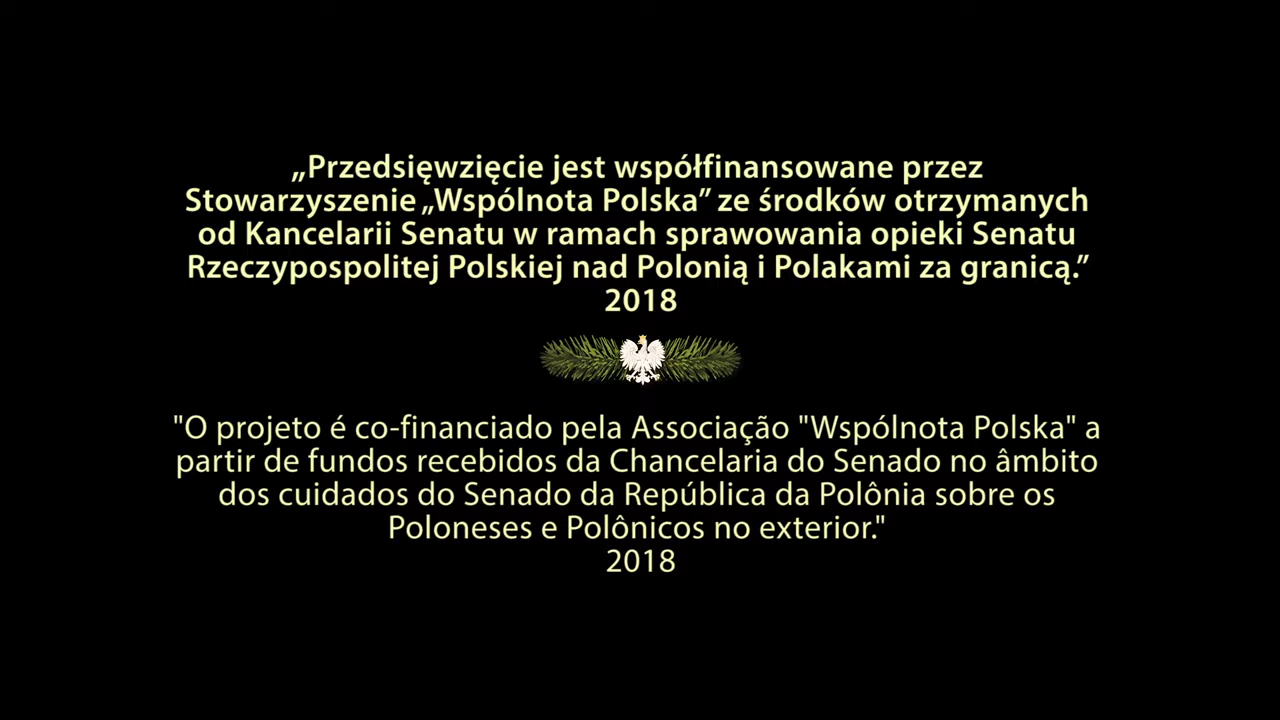 „Przedsięwzięcie jest współfinansowane przez
Stowarzyszenie „Wspólnota Polska” ze środków otrzymanych
od Kancelarii Senatu w ramach sprawowania opieki Senatu
Rzeczypospolitej Polskiej nad Polonią i Polakami za granicą.”
2018
"O projeto é co-financiado pela Associação "Wspólnota Polska" a
partir de fundos recebidos da Chancelaria do Senado no âmbito
dos cuidados do Senado da República da Polônia sobre os
Poloneses e Polônicos no exterior."
2018